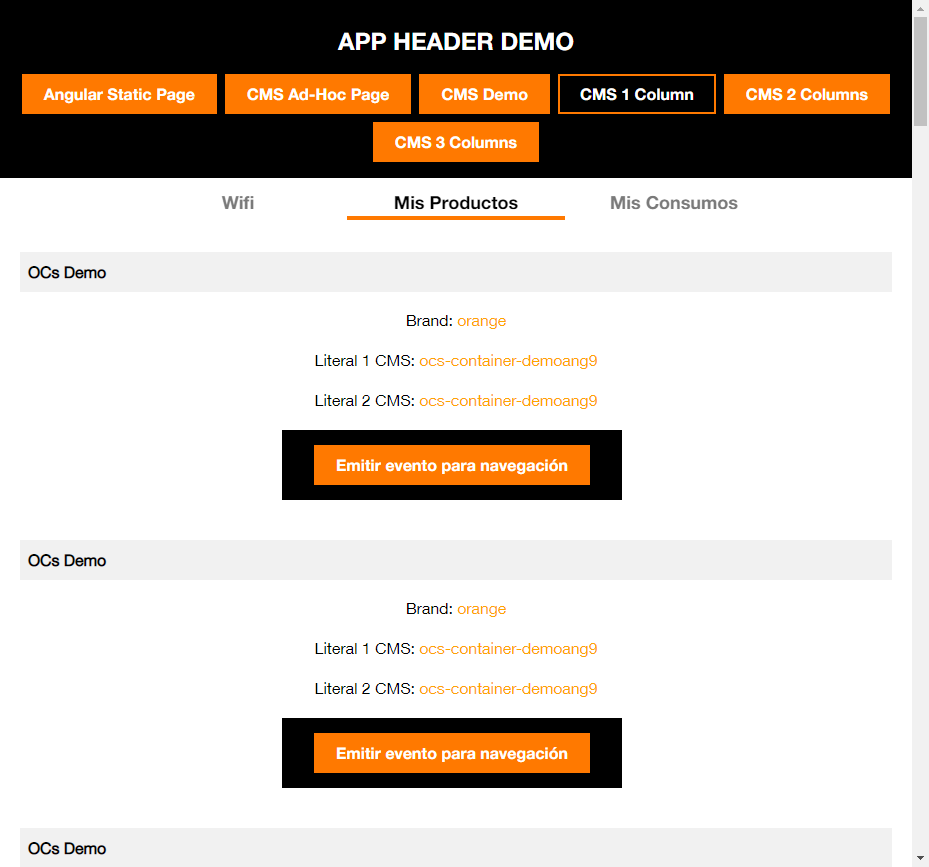 APP HEADER DEMO
Angular Static Page CMS Ad-Hoc Page CMS Demo CMS 1 Column CMS 2 Columns
CMS 3 Columns
Wifi Mis Productos Mis Consumos
OCs Demo
Brand: orange
Literal 1 CMS: ocs-container-demoang9
Literal 2 CMS: ocs-container-demoang9
Emitir evento para navegación
OCs Demo
Brand: orange
Literal 1 CMS: ocs-container-demoang9
Literal 2 CMS: ocs-container-demoang9
Emitir evento para navegación
OCs Demo